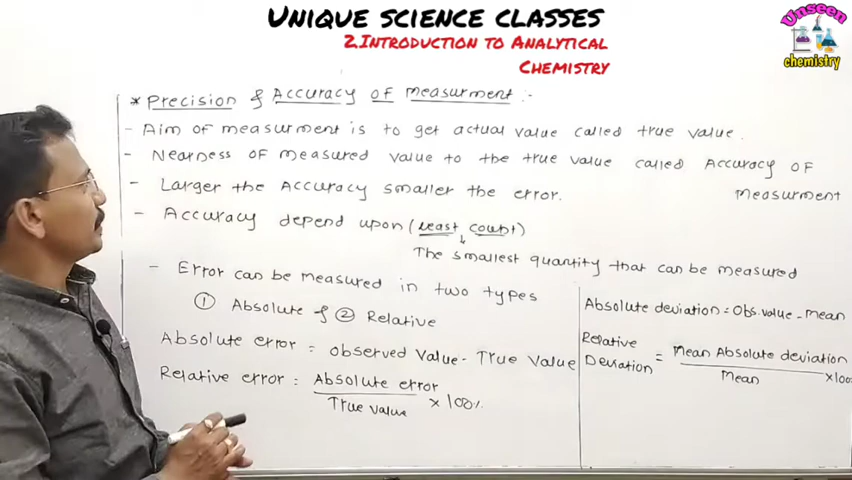 UNIQUE SCIENCE CLASSES
2.INTRODUCTION TO ANALYTICAL
CHEMISTRY
Unseen
chemistry
* Precision & Accuracy of measurment :-
- Aim of measurment is to get actual value called true value.
- Nearness of measured value to the true value called Accuracy of
measurment
- Larger the Accuracy smaller the error.
- Accuracy depend upon (least count)
The smallest quantity that can be measured
- Error can be measured in two types
① Absolute & ② Relative
Absolute error = observed value - True value
Relative error = Absolute error
True value × 100%
Absolute deviation = Obs.value - mean
Relative
Deviation = Mean Absolute deviation
Mean ×100